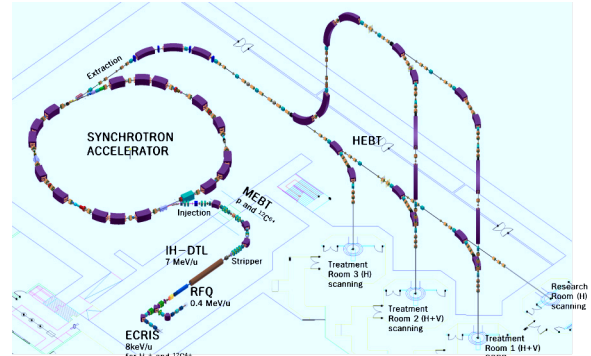 Extraction
SYNCHROTRON
ACCELERATOR
HEBT
MEBT
p and ¹²C⁶⁺
Injection
IH-DTL
7 MeV/u
Stripper
RFQ
0.4 MeV/u
ECRIS
8keV/u
Treatment
Room 3 (H)
scanning
Treatment
Room 2 (H+V)
scanning
Research
Room (H)
scanning
Treatment
Room 1 (H+V)